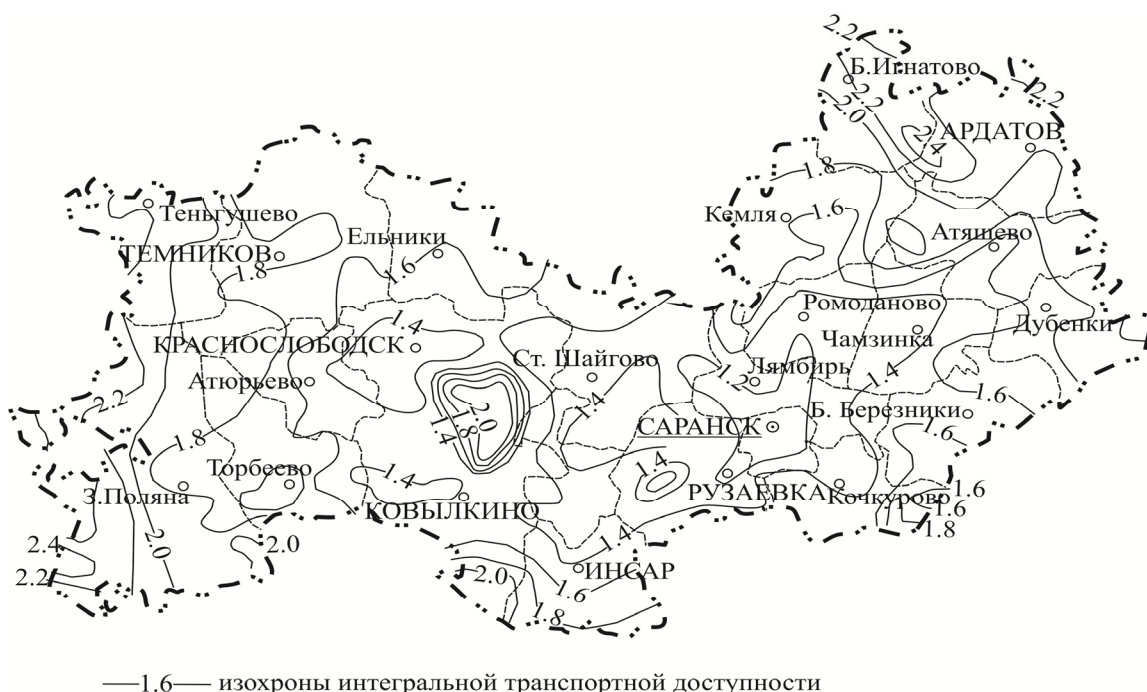 2.2
Б.Игнатово
2.2
2.2
2.0
2.4
АРДАТОВ
1.8
Кемля
1.6
Атяшево
Теньгушево
ТЕМНИКОВ
Ельники
1.8
1.6
Ромоданово
Дубенки
Чамзинка
1.4
КРАСНОСЛОБОДСК
Ст. Шайгово
Лямбирь
1.2
Атюрьево
1.4
2.2
2.0
1.8
1.4
1.4
1.6
Б. Березники
САРАНСК
1.6
1.8
Торбеево
1.4
1.4
З.Поляна
КОВЫЛКИНО
РУЗАЕВКА
Кочкурово
1.6
1.6
1.8
2.4
2.0
2.0
1.4
2.2
2.0
ИНСАР
1.6
1.8
—1.6— изохроны интегральной транспортной доступности